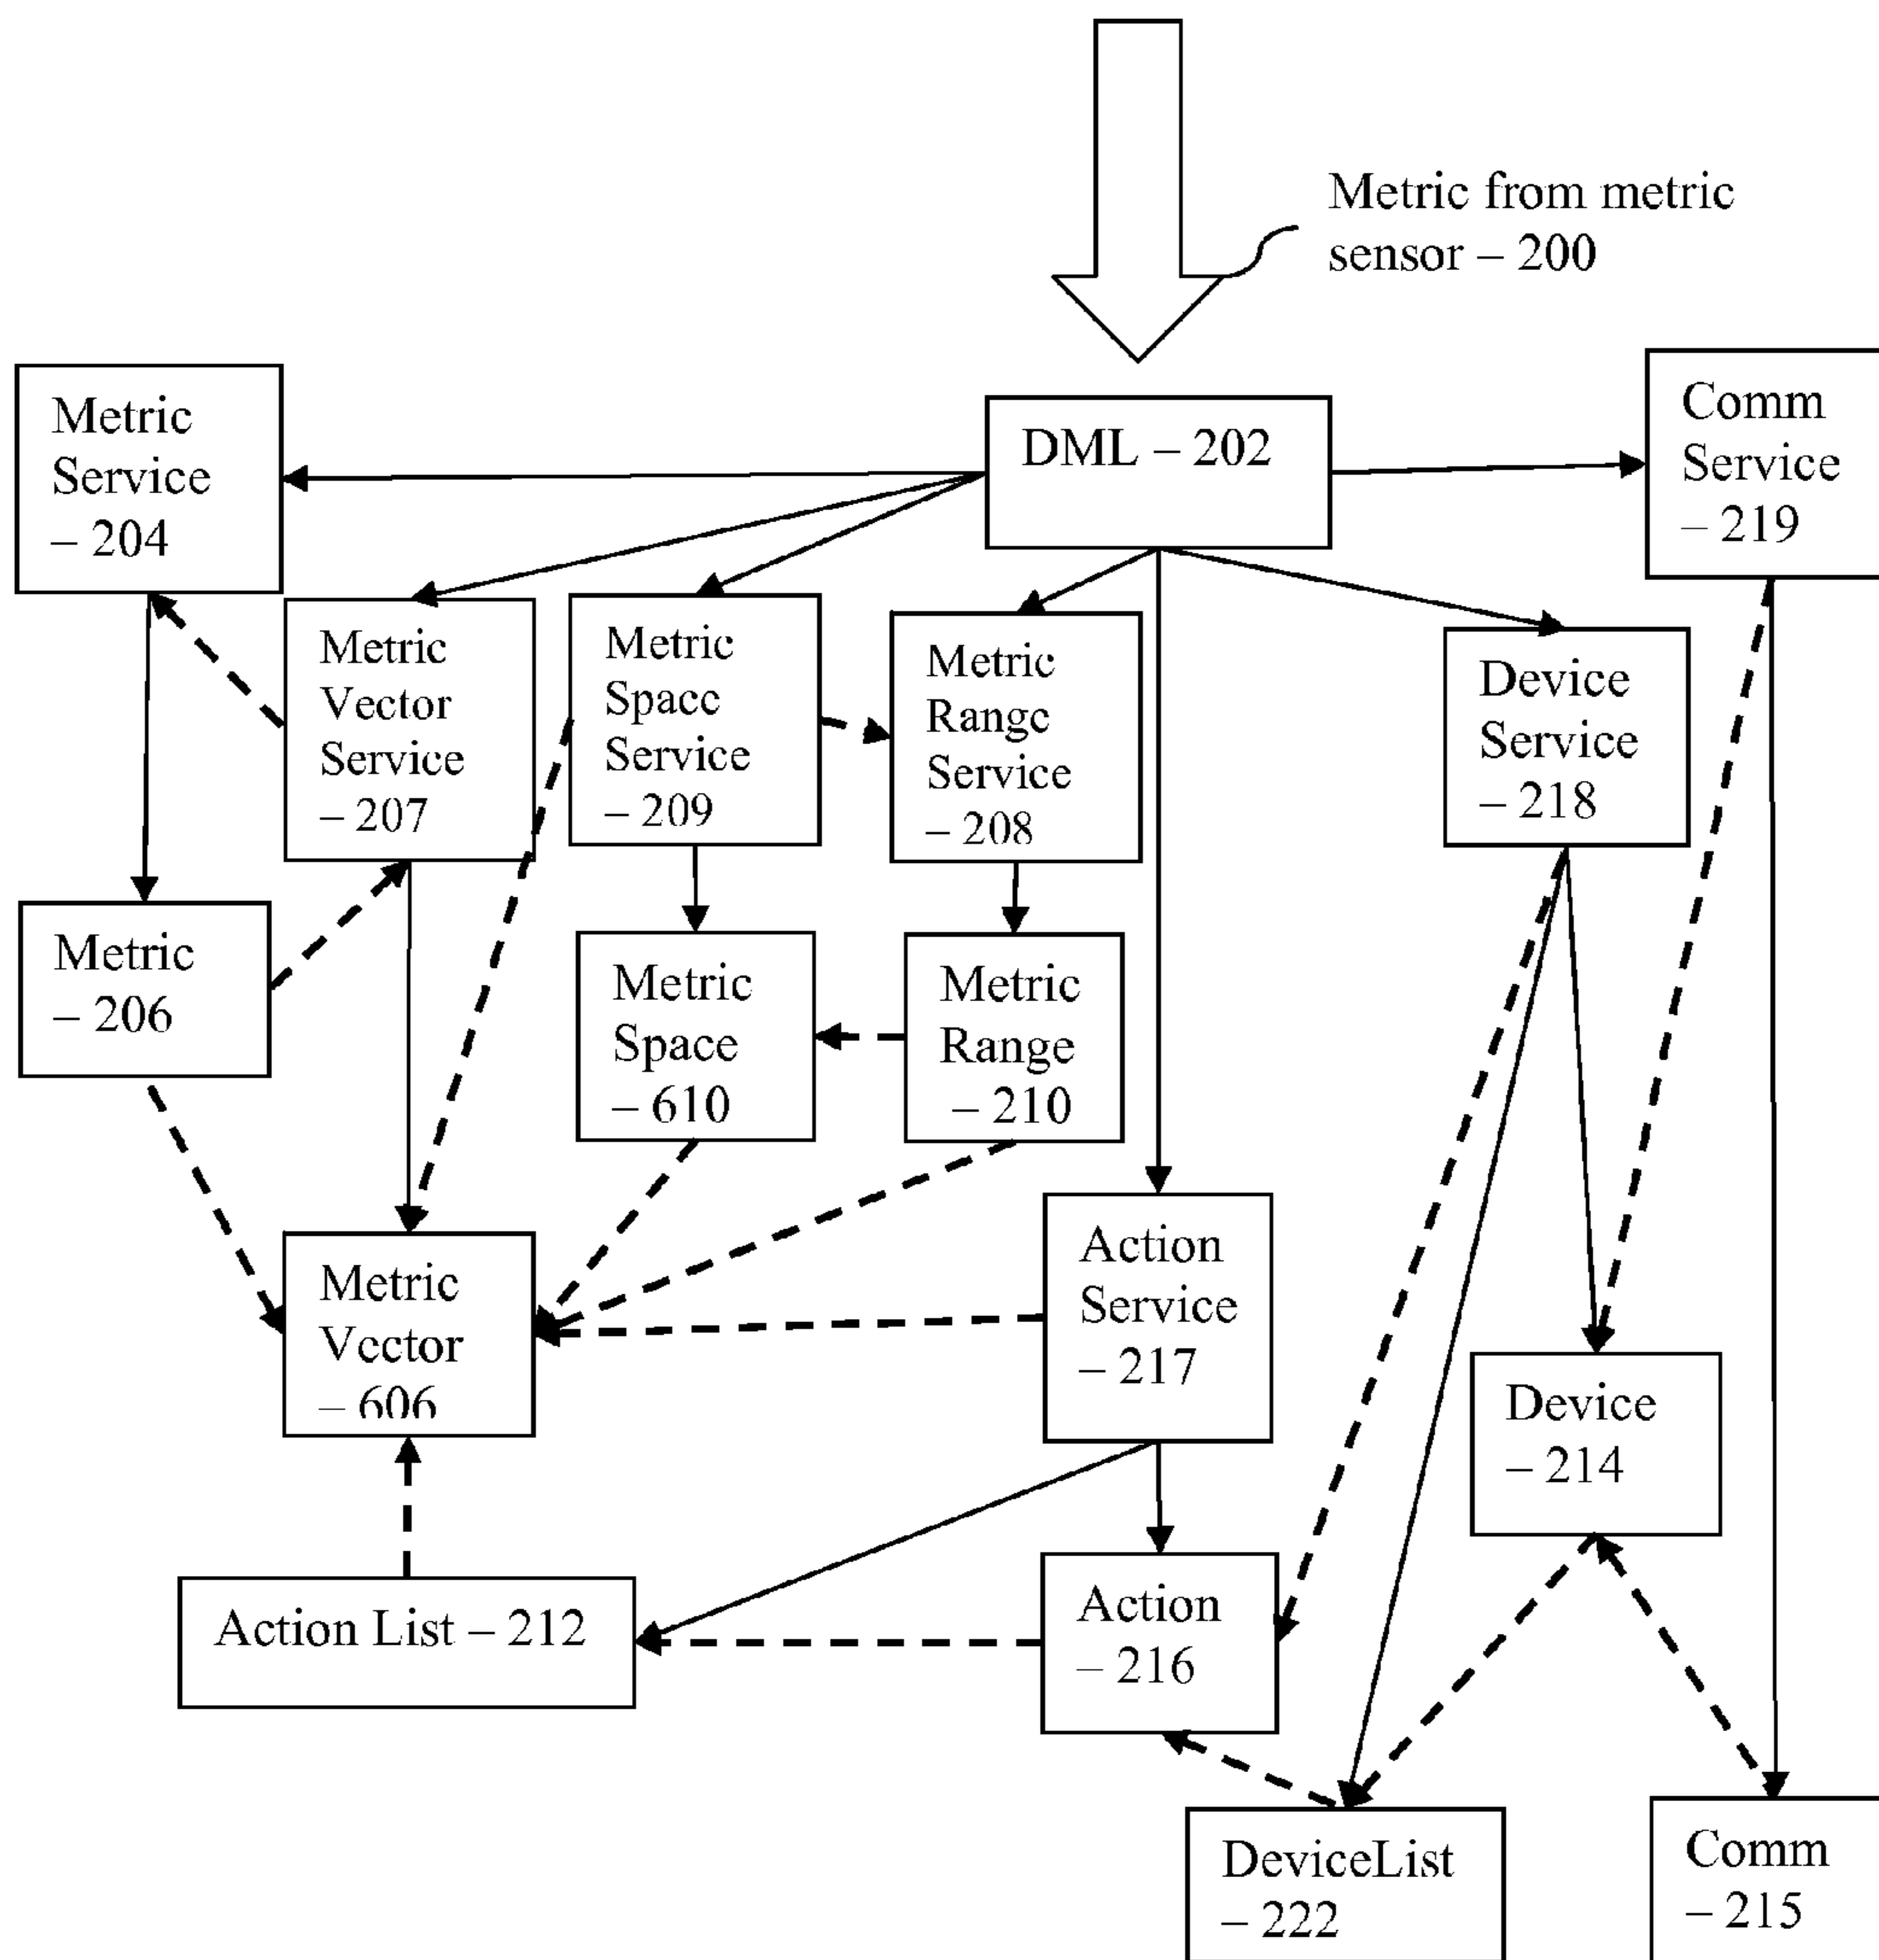 Metric from metric
sensor – 200
Metric
Service
– 204
DML – 202
Comm
Service
– 219
Metric
Vector
Service
– 207
Metric
Space
Service
– 209
Metric
Range
Service
– 208
Device
Service
– 218
Metric
– 206
Metric
Space
– 610
Metric
Range
– 210
Metric
Vector
– 606
Action
Service
– 217
Device
– 214
Action List – 212
Action
– 216
DeviceList
– 222
Comm
– 215